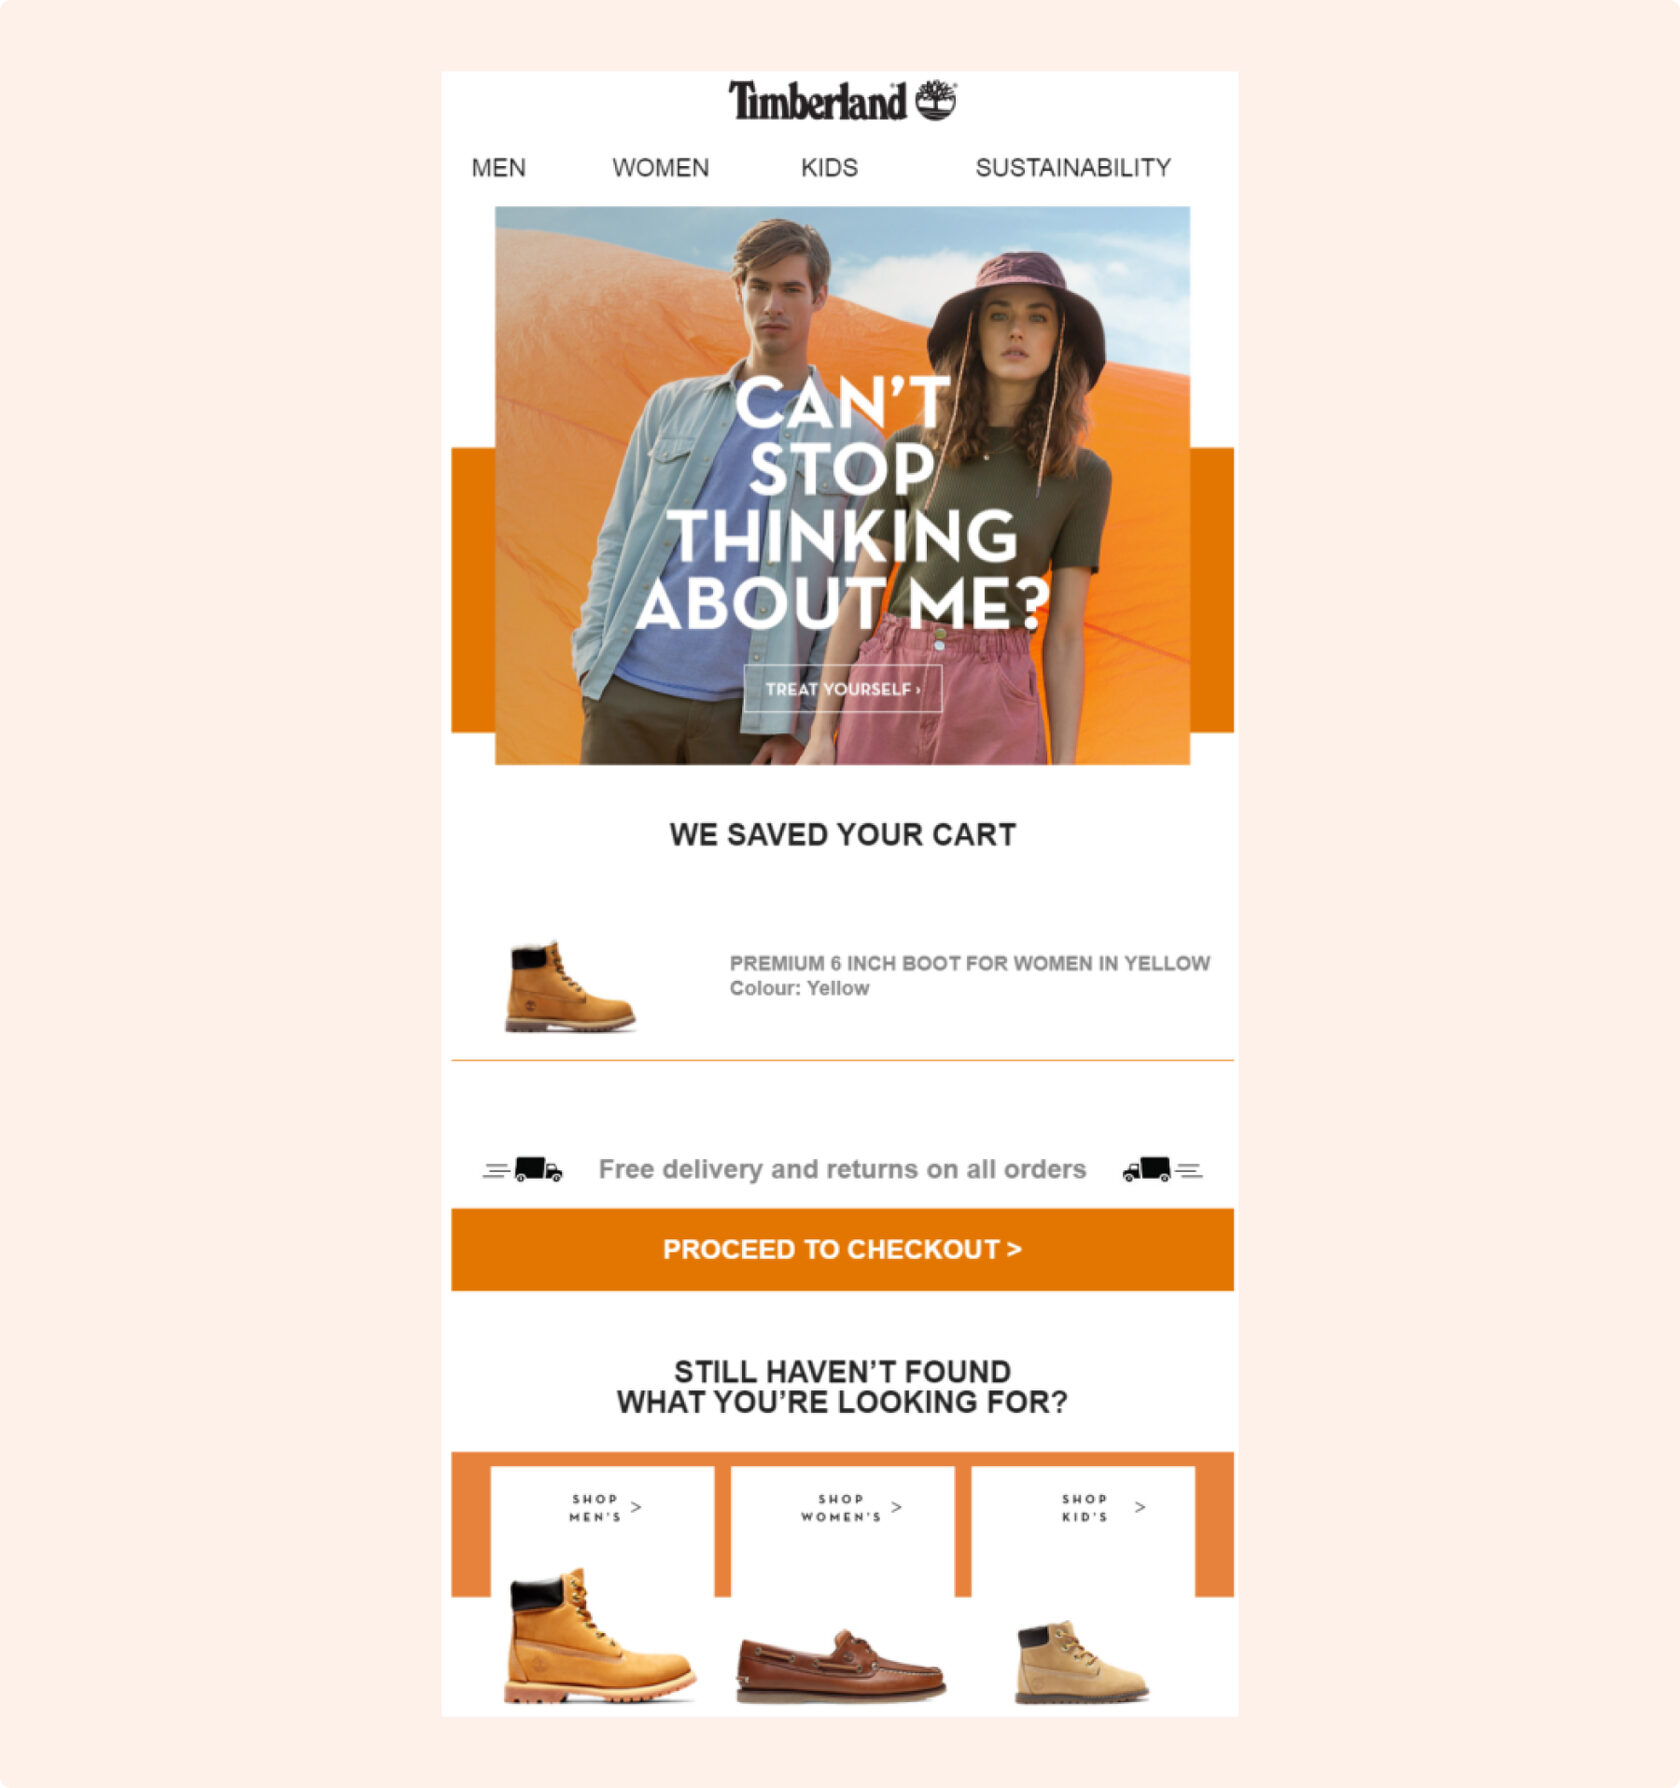 Timberland
MEN WOMEN KIDS SUSTAINABILITY
CAN'T
STOP
THINKING
ABOUT ME?
TREAT YOURSELF ›
WE SAVED YOUR CART
PREMIUM 6 INCH BOOT FOR WOMEN IN YELLOW
Colour: Yellow
Free delivery and returns on all orders
PROCEED TO CHECKOUT >
STILL HAVEN'T FOUND
WHAT YOU'RE LOOKING FOR?
SHOP
MEN'S >
SHOP
WOMEN'S >
SHOP
KID'S >